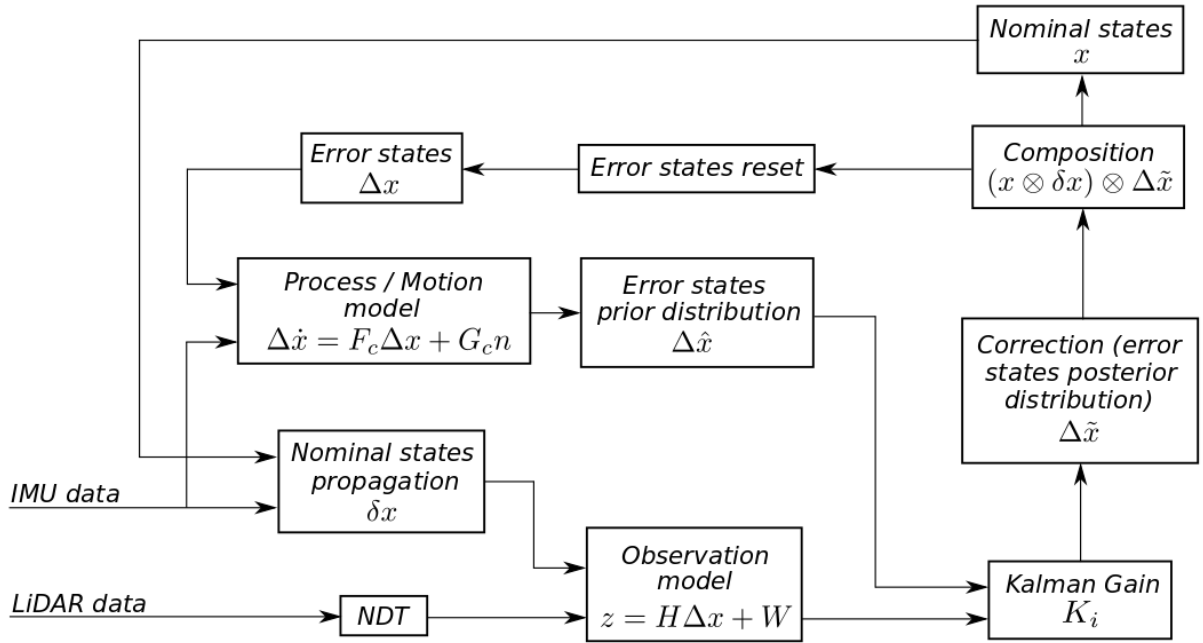 Nominal states
x
Error states
Δx
Error states reset
Composition
(x ⊗ δx) ⊗ Δx̃
Process / Motion
model
Δẋ = F_cΔx + G_cn
Error states
prior distribution
Δx̂
Correction (error
states posterior
distribution)
Δx̃
Nominal states
propagation
δx
IMU data
Observation
model
z = HΔx + W
Kalman Gain
K_i
LiDAR data
NDT